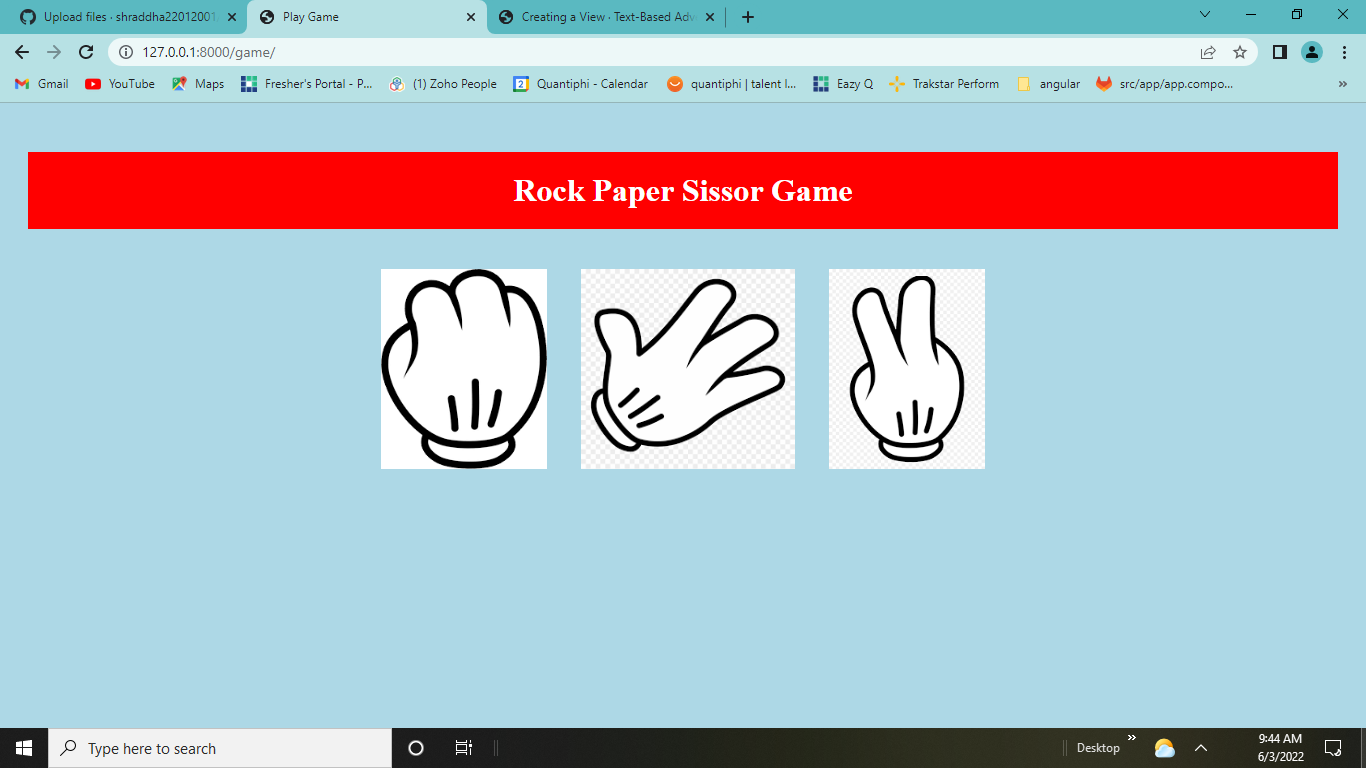 Upload files · shraddha22012001
Play Game
Creating a View · Text-Based Adv
127.0.0.1:8000/game/
Gmail
YouTube
Maps
Fresher's Portal - P...
(1) Zoho People
2
Quantiphi - Calendar
quantiphi | talent l...
Eazy Q
Trakstar Perform
angular
src/app/app.compo...
»
Rock Paper Sissor Game
Type here to search
Desktop
»
9:44 AM
6/3/2022